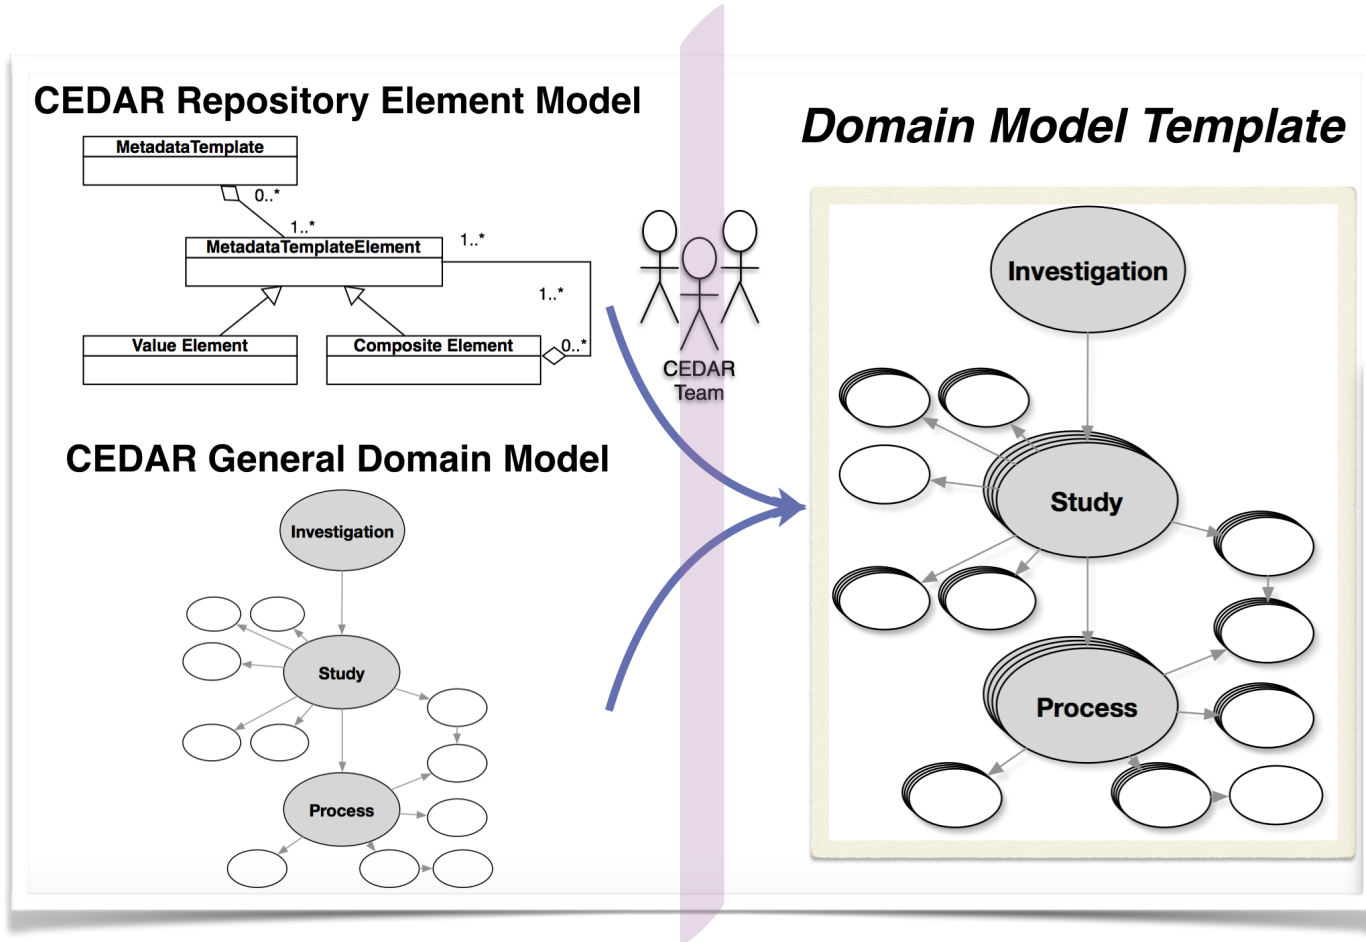 CEDAR Repository Element Model
MetadataTemplate
0..*
1..*
MetadataTemplateElement
1..*
1..*
Value Element
Composite Element
0..*
CEDAR
Team
CEDAR General Domain Model
Investigation
Study
Process
Domain Model Template
Investigation
Study
Process